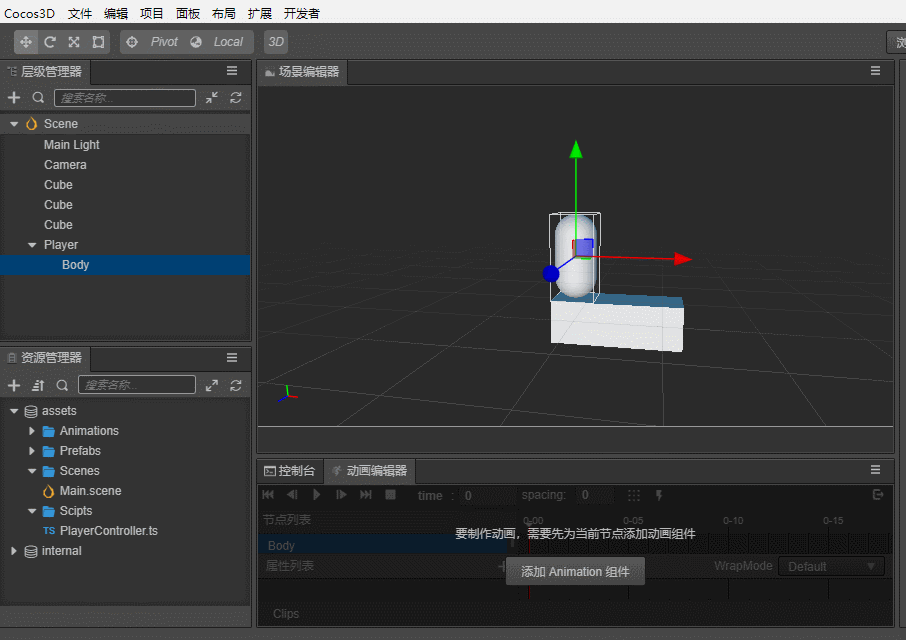 Cocos3D 文件 编辑 项目 面板 布局 扩展 开发者
Pivot Local 3D 浏
层级管理器
搜索名称...
Scene
Main Light
Camera
Cube
Cube
Cube
Player
Body
资源管理器
搜索名称...
assets
Animations
Prefabs
Scenes
Main.scene
Scipts
TS PlayerController.ts
internal
场景编辑器
控制台 动画编辑器
time : 0 spacing: 0
节点列表 0-00 0-05 0-10 0-15
要制作动画，需要先为当前节点添加动画组件
Body
属性列表 + 添加 Animation 组件 WrapMode Default
Clips